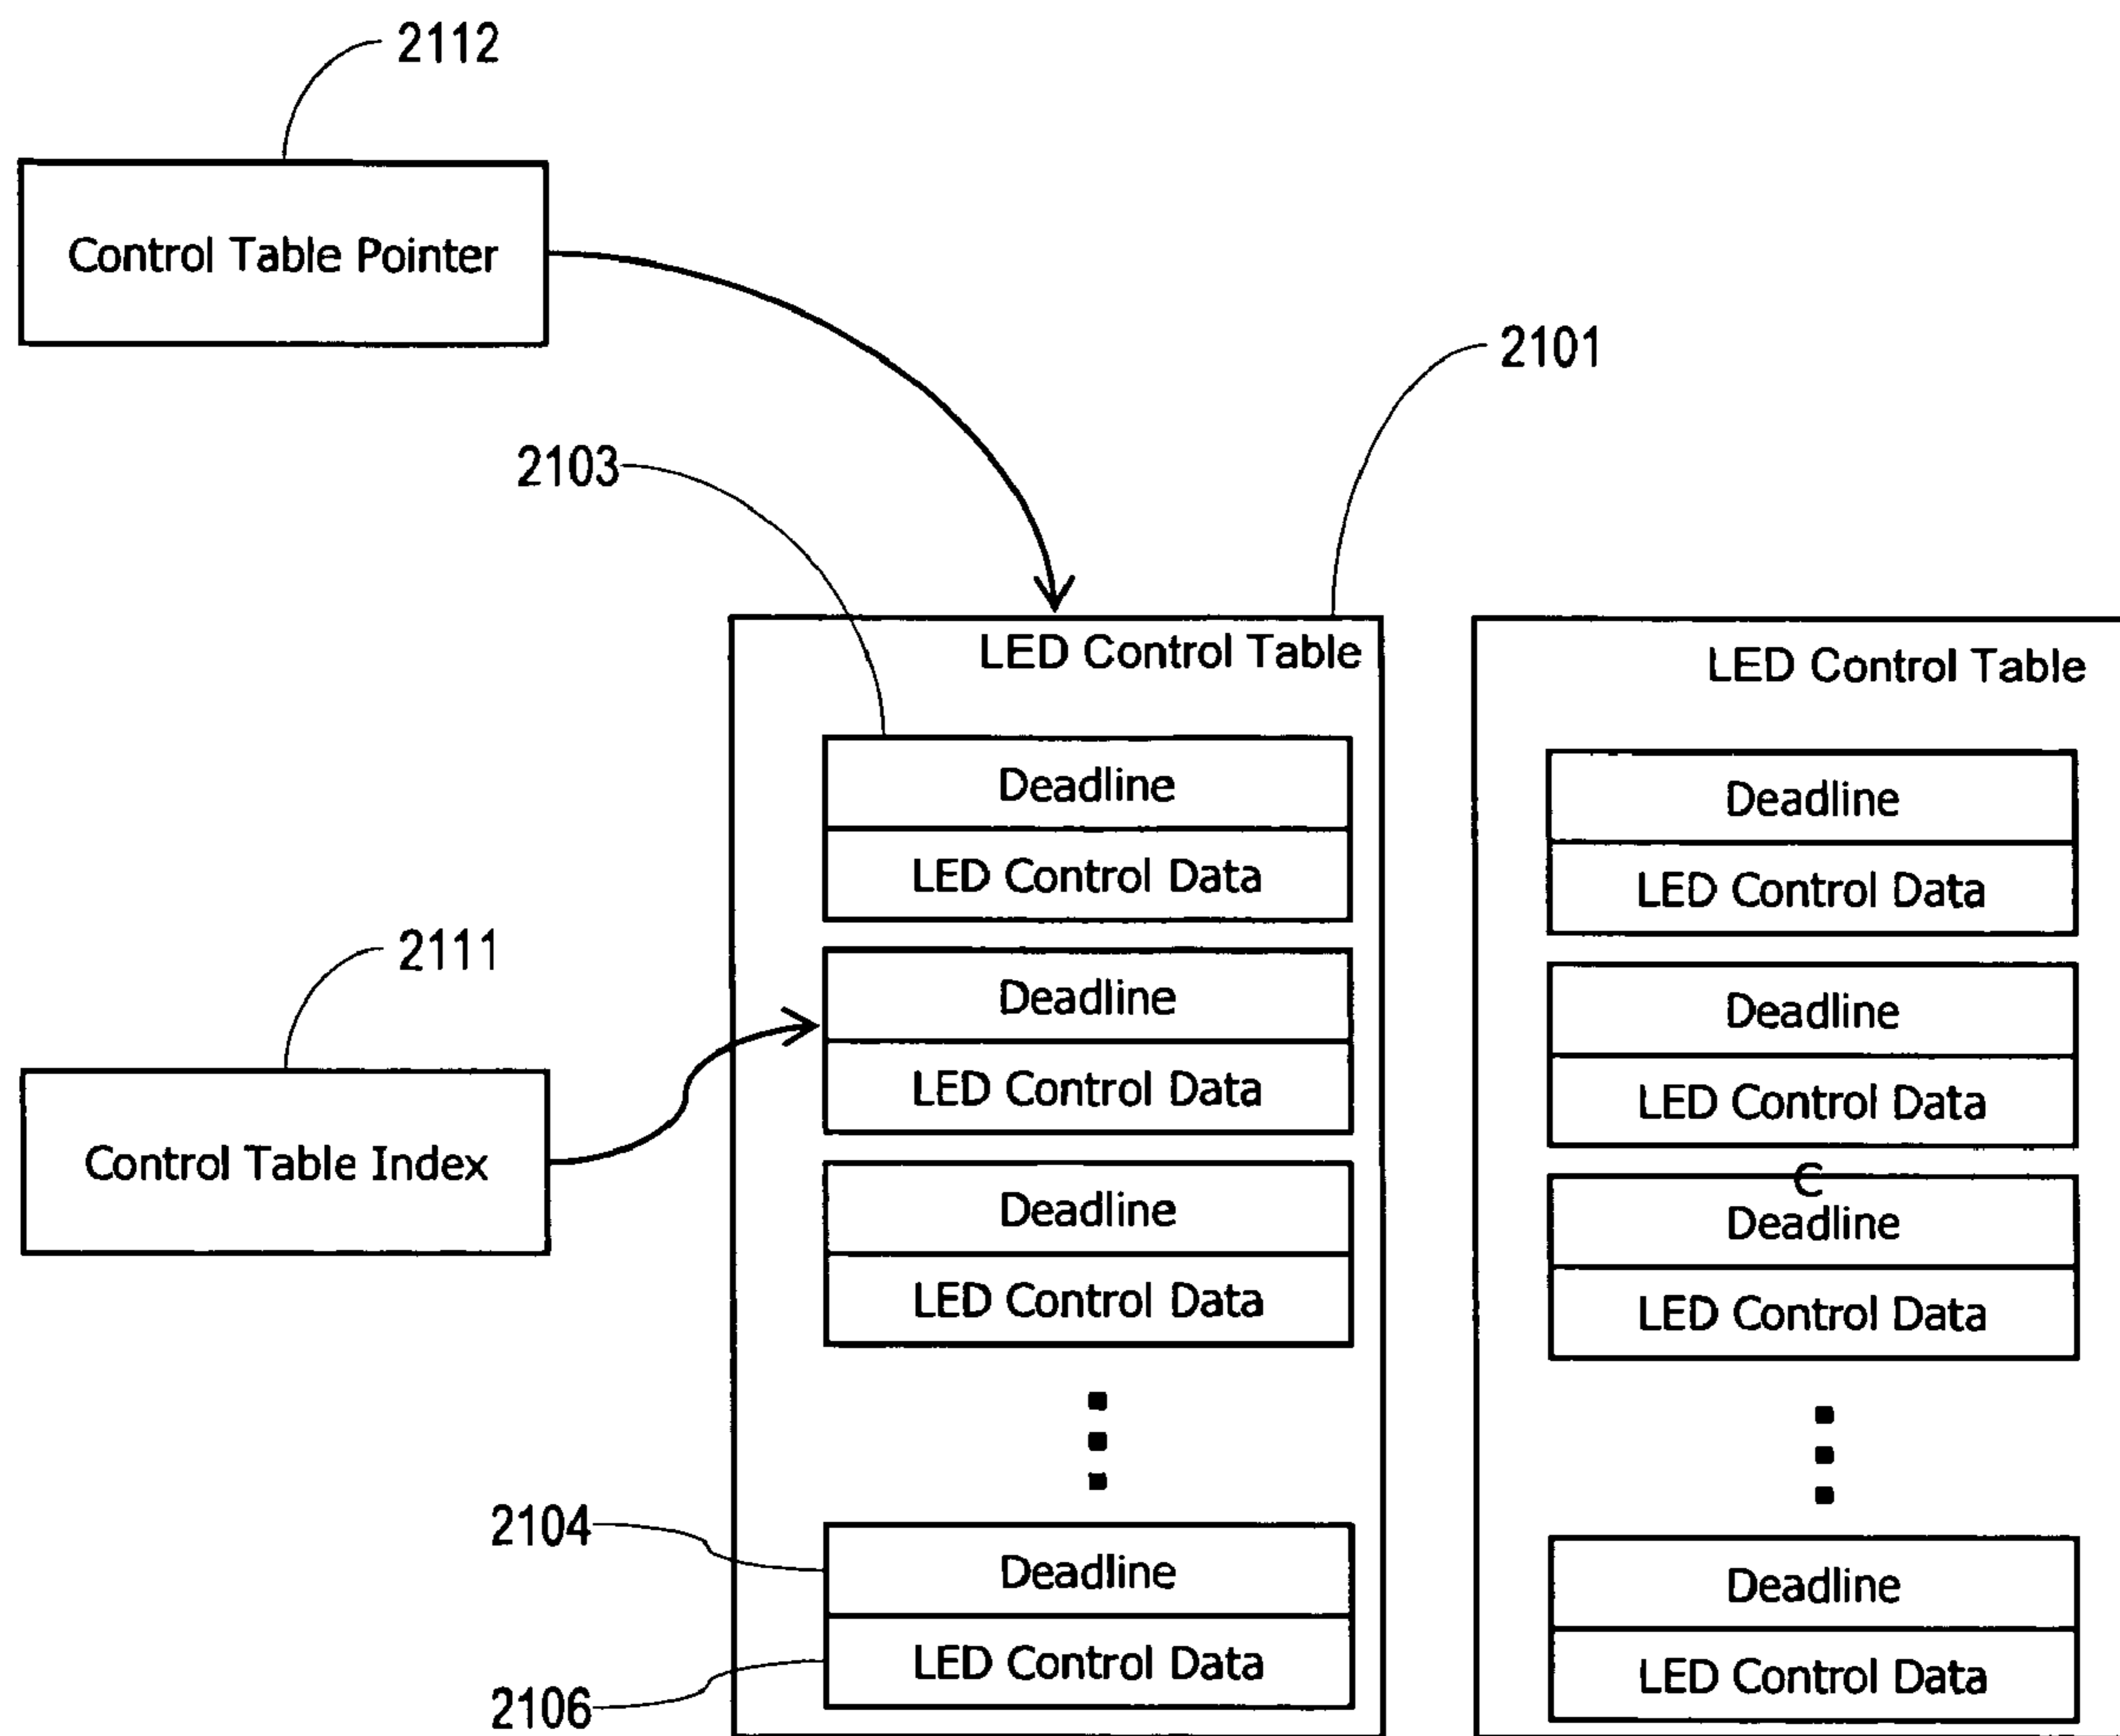 2112
Control Table Pointer
2101
2103
LED Control Table
LED Control Table
Deadline
LED Control Data
Deadline
LED Control Data
2111
Deadline
LED Control Data
Deadline
LED Control Data
Control Table Index
Deadline
LED Control Data
C
Deadline
LED Control Data
2104
Deadline
LED Control Data
2106
Deadline
LED Control Data